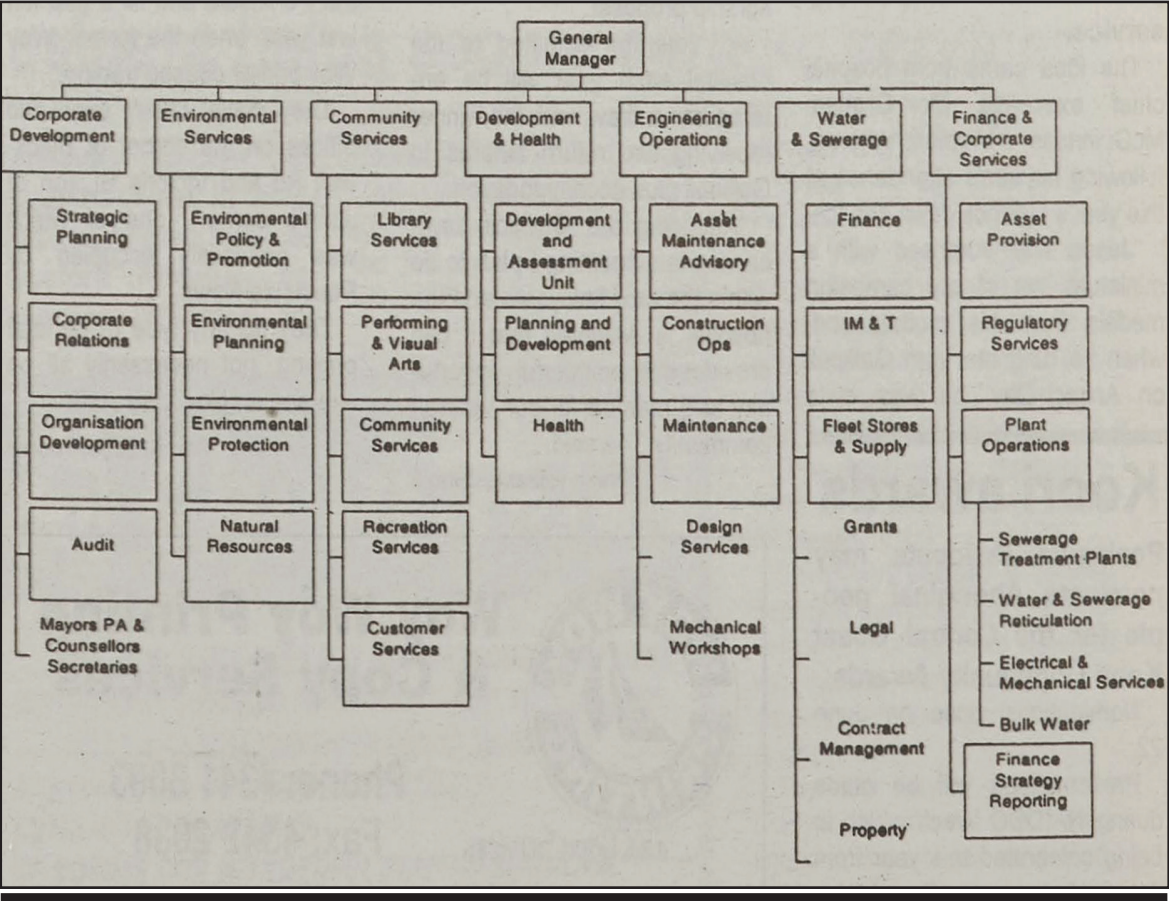 General
Manager
Corporate
Development
Environmental
Services
Community
Services
Development
& Health
Engineering
Operations
Water
& Sewerage
Finance &
Corporate
Services
Strategic
Planning
Corporate
Relations
Organisation
Development
Audit
Mayors PA &
Counsellors
Secretaries
Environmental
Policy &
Promotion
Environmental
Planning
Environmental
Protection
Natural
Resources
Library
Services
Performing
& Visual
Arts
Community
Services
Recreation
Services
Customer
Services
Development
and
Assessment
Unit
Planning and
Development
Health
Asset
Maintenance
Advisory
Construction
Ops
Maintenance
Design
Services
Mechanical
Workshops
Finance
IM & T
Fleet Stores
& Supply
Grants
Legal
Contract
Management
Property
Asset
Provision
Regulatory
Services
Plant
Operations
Sewerage
Treatment Plants
Water & Sewerage
Reticulation
Electrical &
Mechanical Services
Bulk Water
Finance
Strategy
Reporting